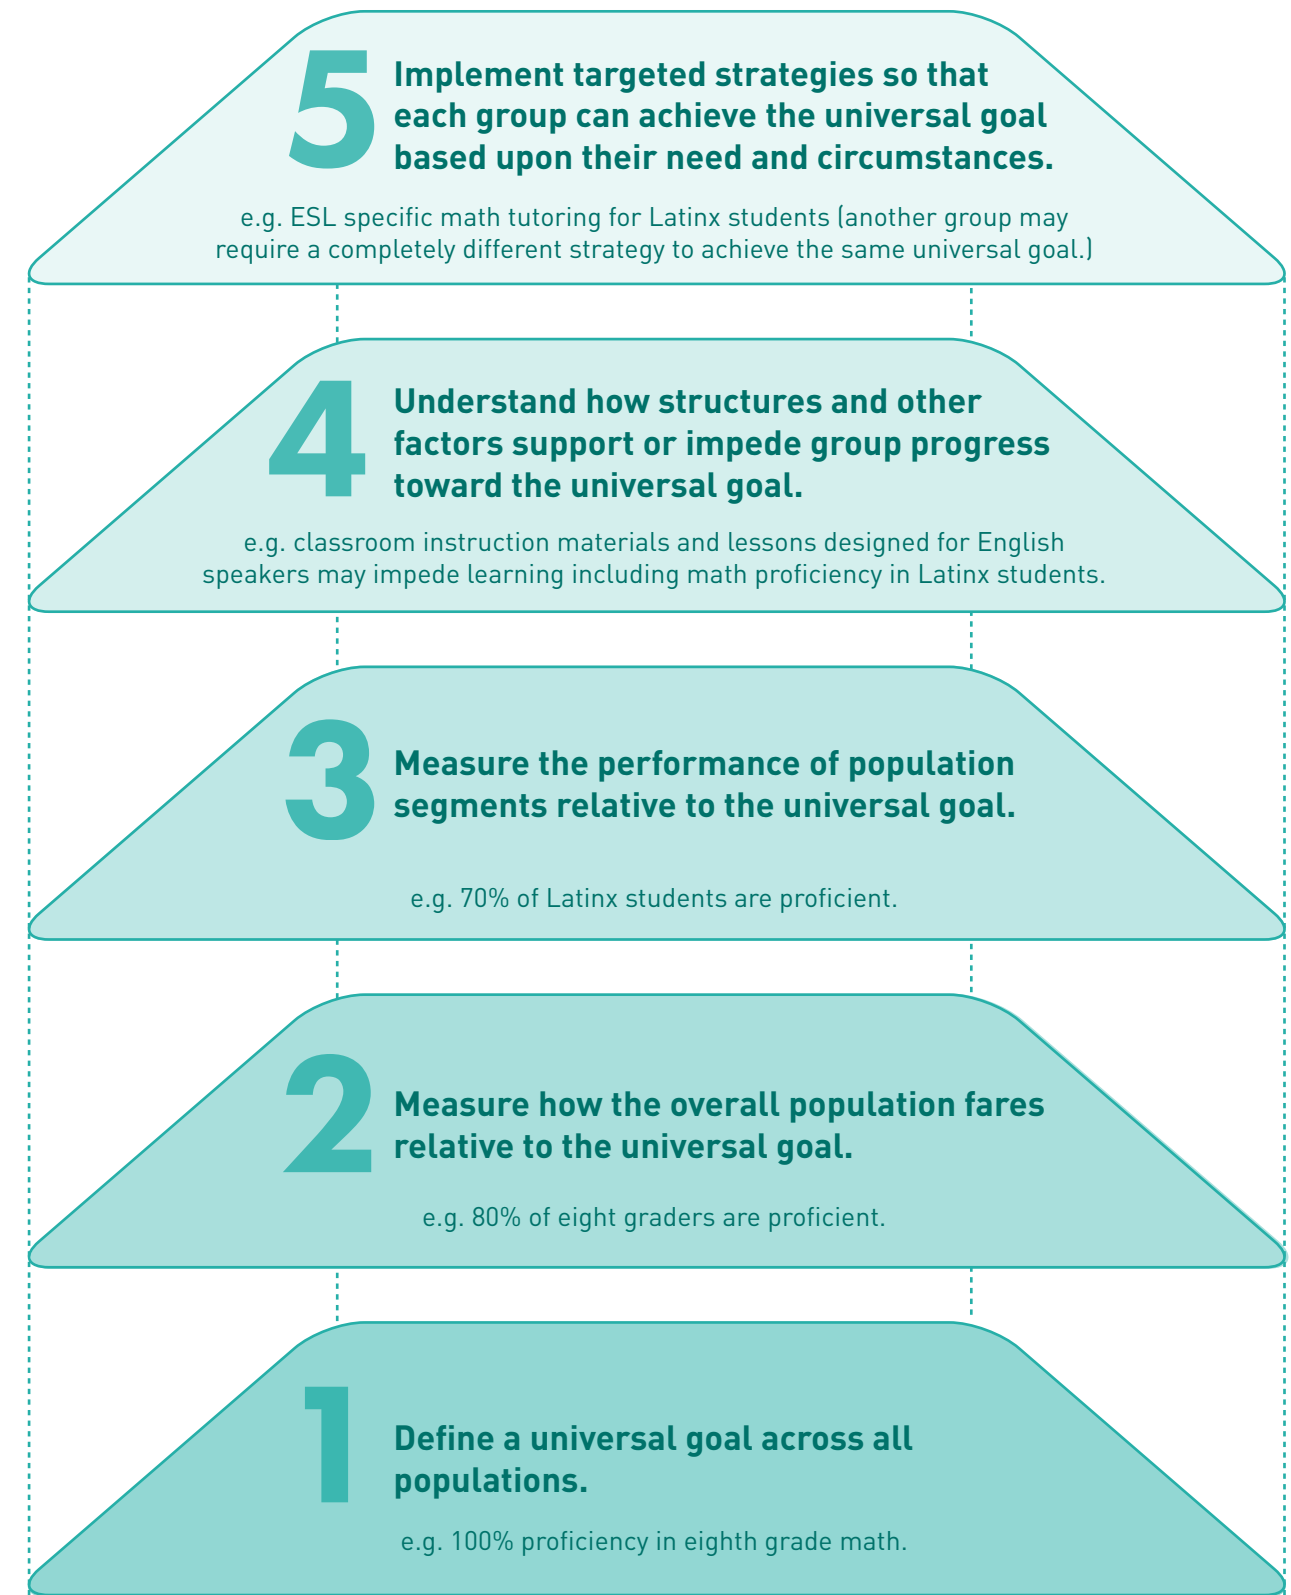 5
Implement targeted strategies so that
each group can achieve the universal goal
based upon their need and circumstances.
e.g. ESL specific math tutoring for Latinx students (another group may
require a completely different strategy to achieve the same universal goal.)
4
Understand how structures and other
factors support or impede group progress
toward the universal goal.
e.g. classroom instruction materials and lessons designed for English
speakers may impede learning including math proficiency in Latinx students.
3
Measure the performance of population
segments relative to the universal goal.
e.g. 70% of Latinx students are proficient.
2
Measure how the overall population fares
relative to the universal goal.
e.g. 80% of eight graders are proficient.
1
Define a universal goal across all
populations.
e.g. 100% proficiency in eighth grade math.